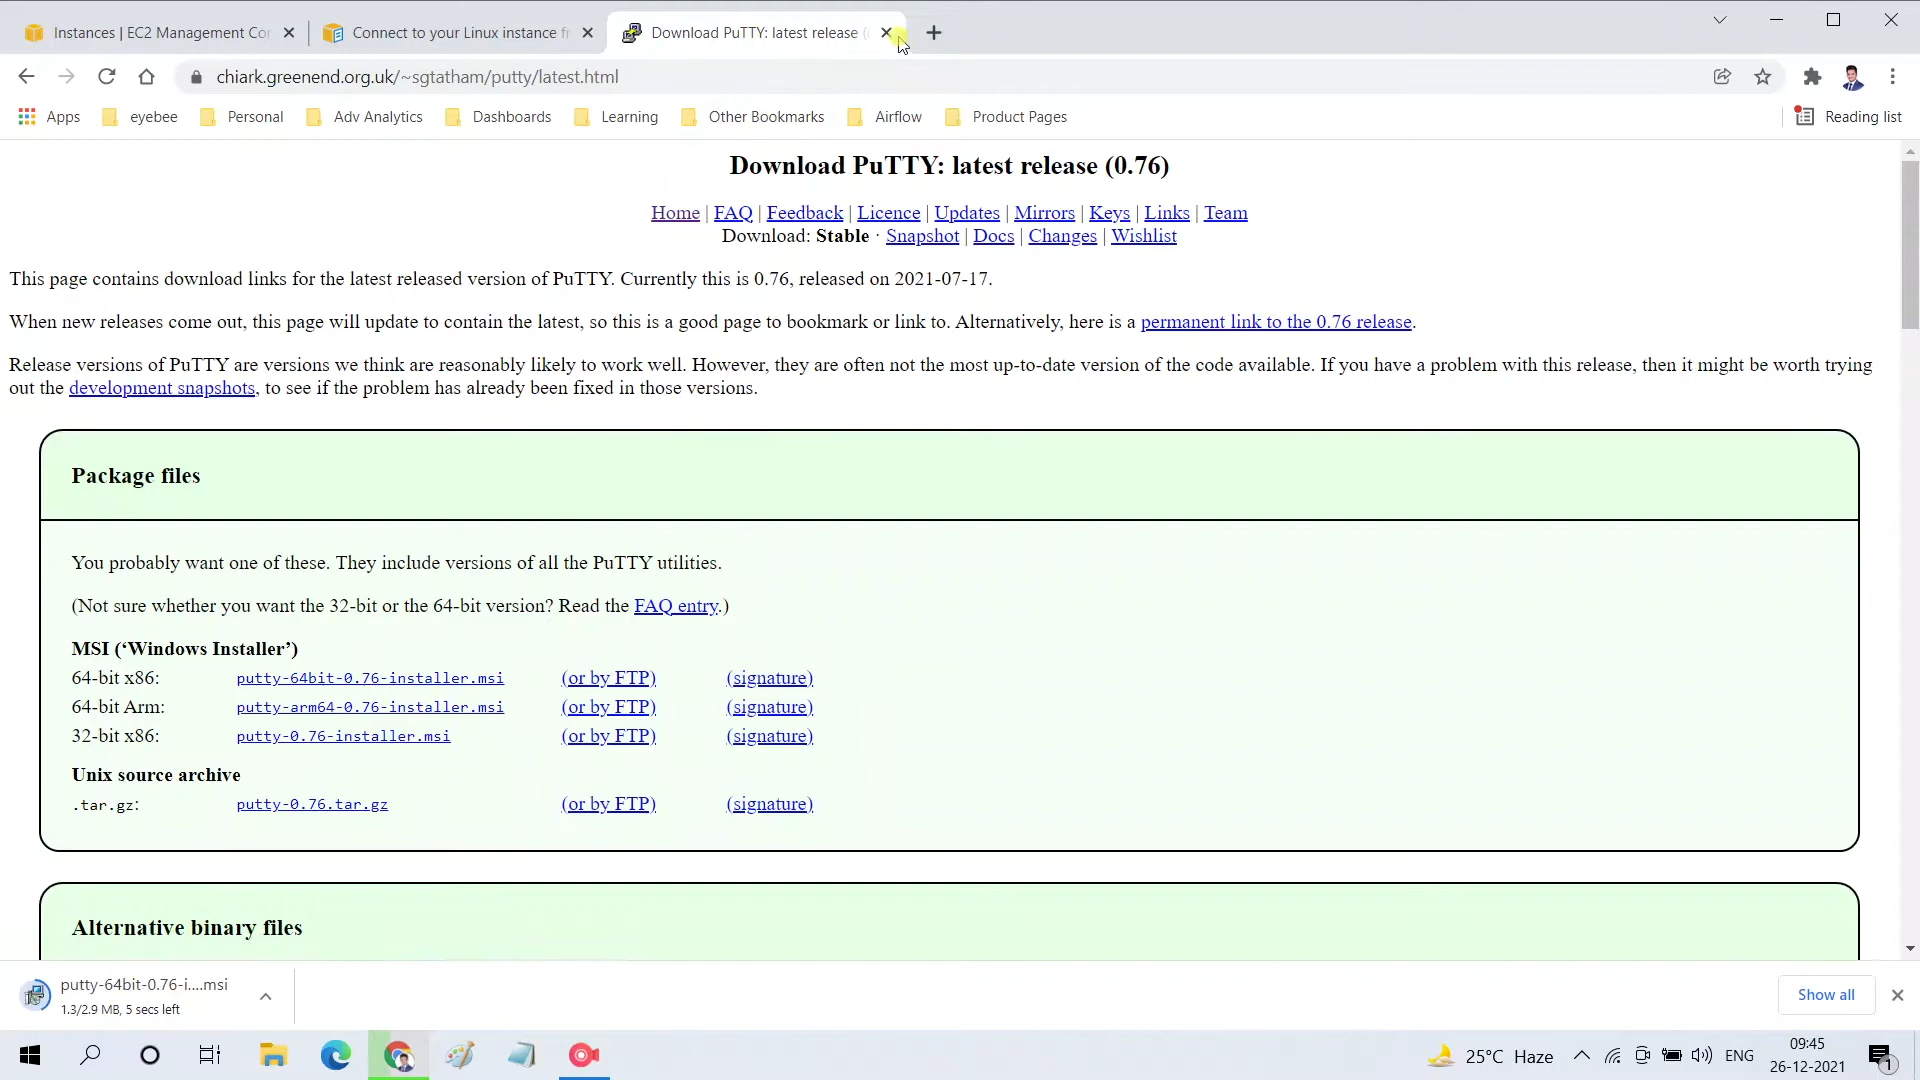 Instances | EC2 Management Con
Connect to your Linux instance fr
Download PuTTY: latest release (
chiark.greenend.org.uk/~sgtatham/putty/latest.html
Apps
eyebee
Personal
Adv Analytics
Dashboards
Learning
Other Bookmarks
Airflow
Product Pages
Reading list
Download PuTTY: latest release (0.76)
Home | FAQ | Feedback | Licence | Updates | Mirrors | Keys | Links | Team
Download: Stable · Snapshot | Docs | Changes | Wishlist
This page contains download links for the latest released version of PuTTY. Currently this is 0.76, released on 2021-07-17.
When new releases come out, this page will update to contain the latest, so this is a good page to bookmark or link to. Alternatively, here is a permanent link to the 0.76 release.
Release versions of PuTTY are versions we think are reasonably likely to work well. However, they are often not the most up-to-date version of the code available. If you have a problem with this release, then it might be worth trying
out the development snapshots, to see if the problem has already been fixed in those versions.
Package files
You probably want one of these. They include versions of all the PuTTY utilities.
(Not sure whether you want the 32-bit or the 64-bit version? Read the FAQ entry.)
MSI (‘Windows Installer’)
64-bit x86: putty-64bit-0.76-installer.msi (or by FTP) (signature)
64-bit Arm: putty-arm64-0.76-installer.msi (or by FTP) (signature)
32-bit x86: putty-0.76-installer.msi (or by FTP) (signature)
Unix source archive
.tar.gz: putty-0.76.tar.gz (or by FTP) (signature)
Alternative binary files
putty-64bit-0.76-i....msi
1.3/2.9 MB, 5 secs left
Show all
25°C Haze
ENG
09:45
26-12-2021
1